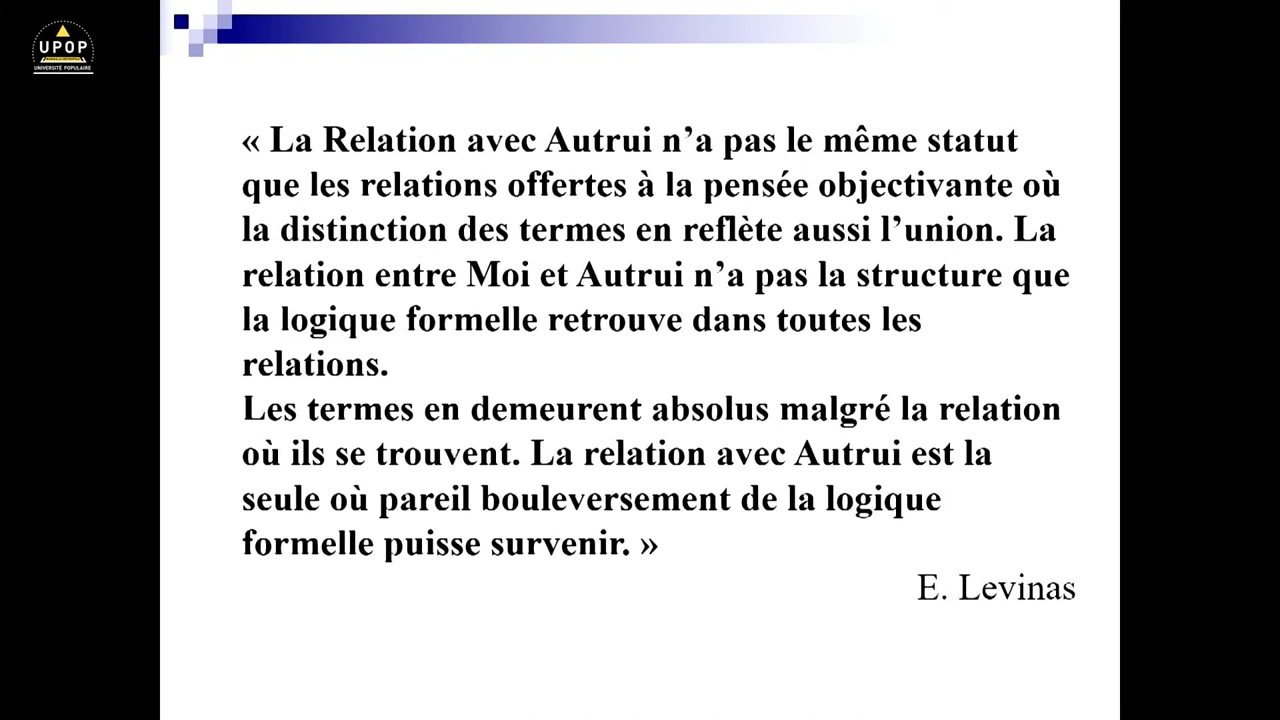 UPOP
UNIVERSITÉ POPULAIRE
« La Relation avec Autrui n’a pas le même statut
que les relations offertes à la pensée objectivante où
la distinction des termes en reflète aussi l’union. La
relation entre Moi et Autrui n’a pas la structure que
la logique formelle retrouve dans toutes les
relations.
Les termes en demeurent absolus malgré la relation
où ils se trouvent. La relation avec Autrui est la
seule où pareil bouleversement de la logique
formelle puisse survenir. »
E. Levinas